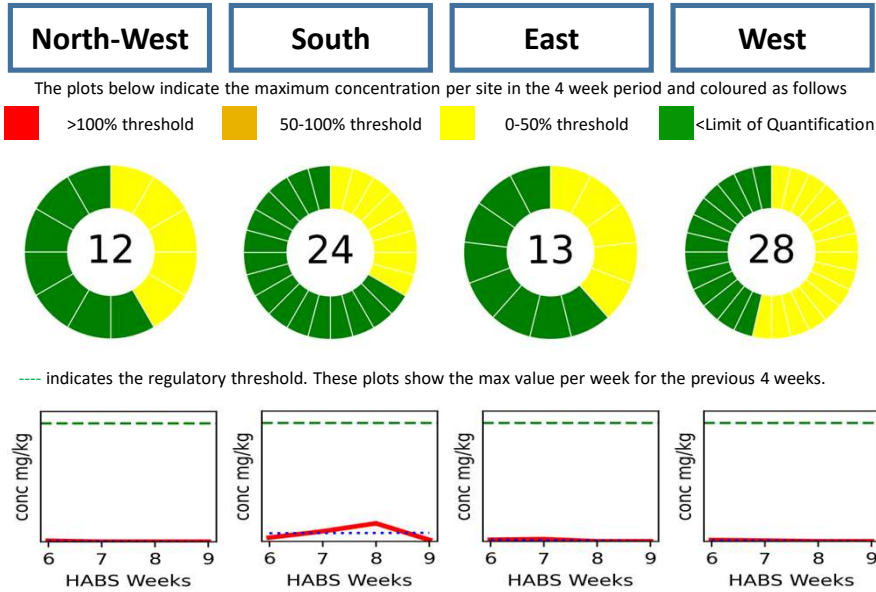 North-West South East West
The plots below indicate the maximum concentration per site in the 4 week period and coloured as follows
>100% threshold 50-100% threshold 0-50% threshold <Limit of Quantification
12 24 13 28
---- indicates the regulatory threshold. These plots show the max value per week for the previous 4 weeks.
conc mg/kg conc mg/kg conc mg/kg conc mg/kg
6 7 8 9 6 7 8 9 6 7 8 9 6 7 8 9
HABS Weeks HABS Weeks HABS Weeks HABS Weeks